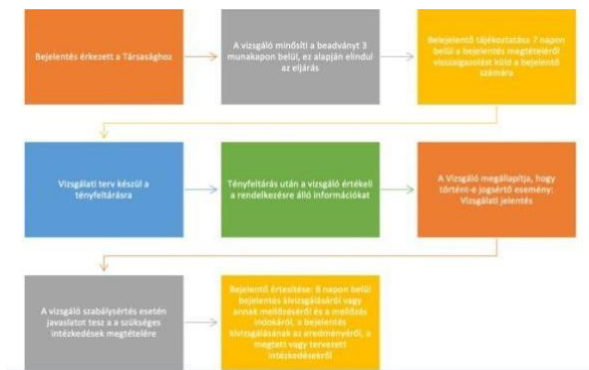 Bejelentés érkezett a Társasághoz
A vizsgáló minősíti a beadványt 3
munkapon belül, ez alapján elindul
az eljárás
Belejelentő tájékoztatása 7 napon
belül a bejelentés megtételéről
visszaigazolást küld a bejelentő
számára
Vizsgálati terv készül a
tényfeltárásra
Tényfeltárás után a vizsgáló értékeli
a rendelkezésre álló információkat
A Vizsgáló megállapítja, hogy
történt-e jogsértő esemény:
Vizsgálati jelentés
A vizsgáló szabálysértés esetén
javaslatot tesz a a szükséges
intézkedések megtételére
Bejelentő értesítése: 8 napon belül
bejelentés kivizsgálásáról vagy
annak mellőzéséről és a mellőzés
indokáról, a bejelentés
kivizsgálásának az eredményéről, a
megtett vagy tervezett
intézkedésekről